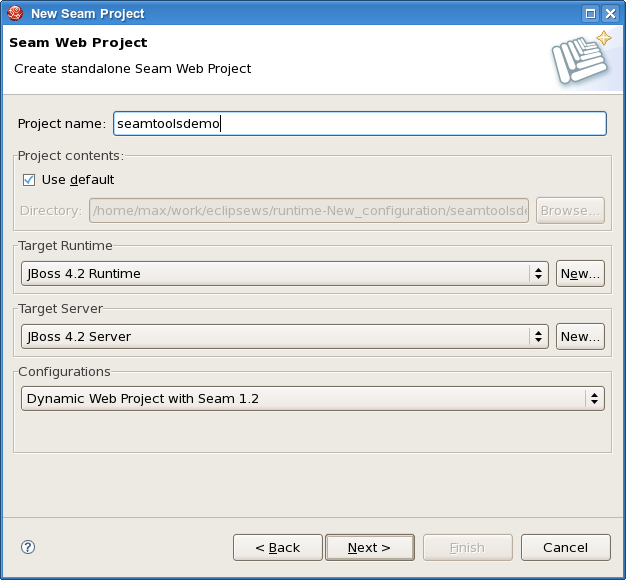 New Seam Project
Seam Web Project
Create standalone Seam Web Project
Project name: seamtoolsdemo
Project contents:
Use default
Directory: /home/max/work/eclipsews/runtime-New_configuration/seamtoolsde Browse...
Target Runtime
JBoss 4.2 Runtime New...
Target Server
JBoss 4.2 Server New...
Configurations
Dynamic Web Project with Seam 1.2
? < Back Next > Finish Cancel